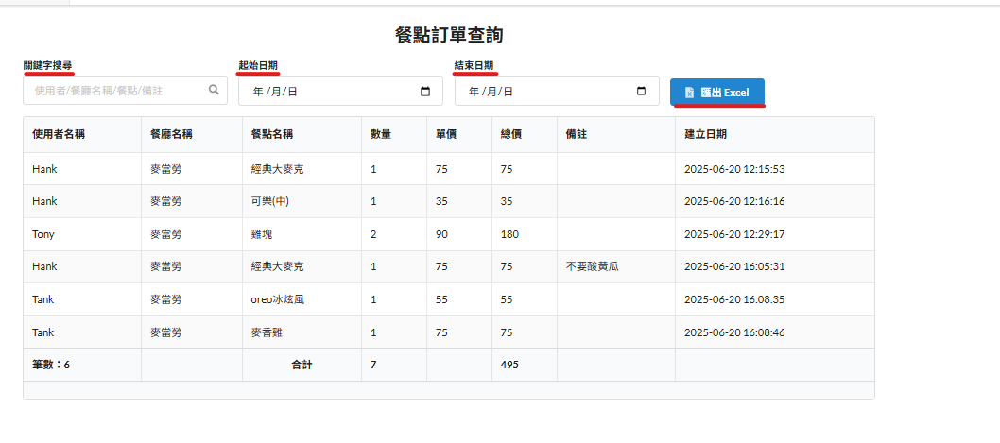 餐點訂單查詢
關鍵字搜尋 起始日期 結束日期
使用者/餐廳名稱/餐點/備註 年 /月/日 年 /月/日 匯出 Excel
使用者名稱 餐廳名稱 餐點名稱 數量 單價 總價 備註 建立日期
Hank 麥當勞 經典大麥克 1 75 75 2025-06-20 12:15:53
Hank 麥當勞 可樂(中) 1 35 35 2025-06-20 12:16:16
Tony 麥當勞 雞塊 2 90 180 2025-06-20 12:29:17
Hank 麥當勞 經典大麥克 1 75 75 不要酸黃瓜 2025-06-20 16:05:31
Tank 麥當勞 oreo冰炫風 1 55 55 2025-06-20 16:08:35
Tank 麥當勞 麥香雞 1 75 75 2025-06-20 16:08:46
筆數：6 合計 7 495